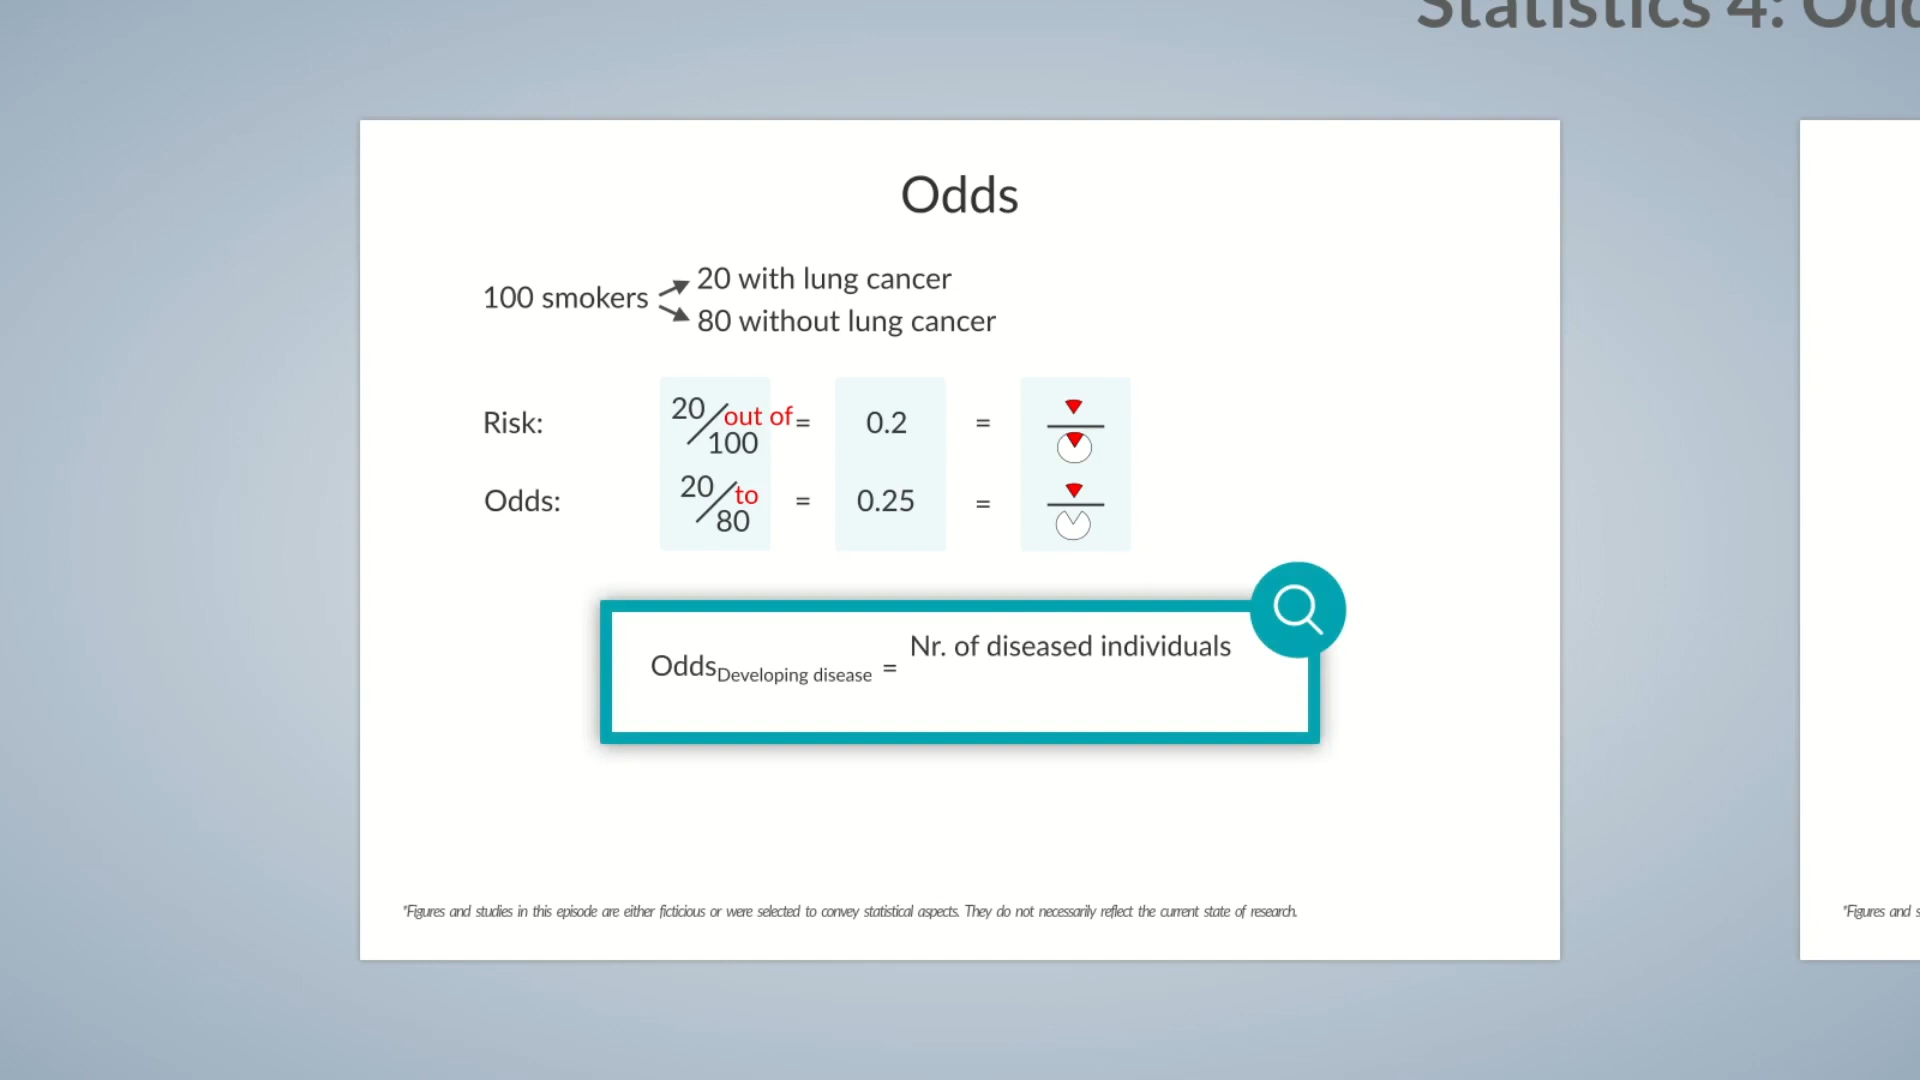 Statistics 4: Odd
Odds
100 smokers
20 with lung cancer
80 without lung cancer
Risk: 20/100 out of = 0.2 =
Odds: 20/80 to = 0.25 =
Odds Developing disease = Nr. of diseased individuals
*Figures and studies in this episode are either ficticious or were selected to convey statistical aspects. They do not necessarily reflect the current state of research.
*Figures and s